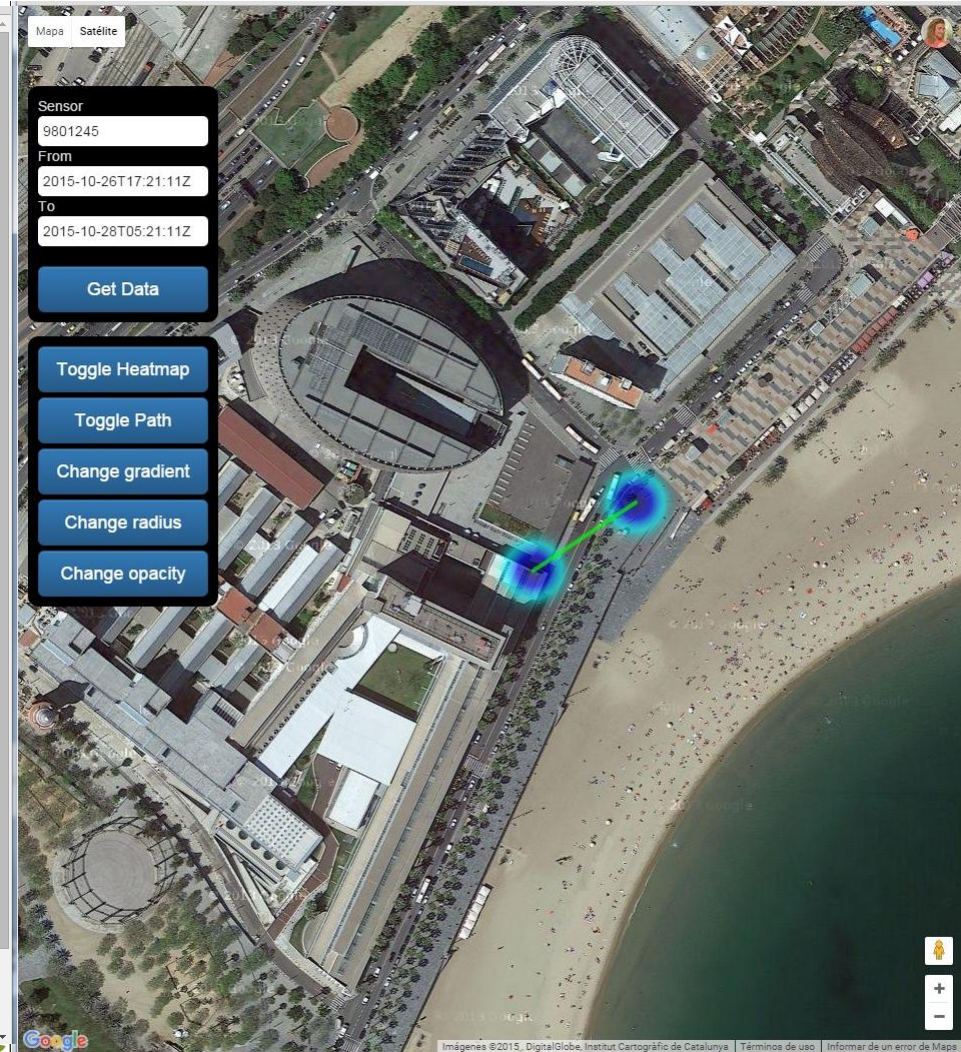 Mapa Satélite
Sensor
9801245
From
2015-10-26T17:21:11Z
To
2015-10-28T05:21:11Z
Get Data
Toggle Heatmap
Toggle Path
Change gradient
Change radius
Change opacity
+
−
Google
Imágenes ©2015, DigitalGlobe, Institut Cartogràfic de Catalunya Términos de uso Informar de un error de Maps